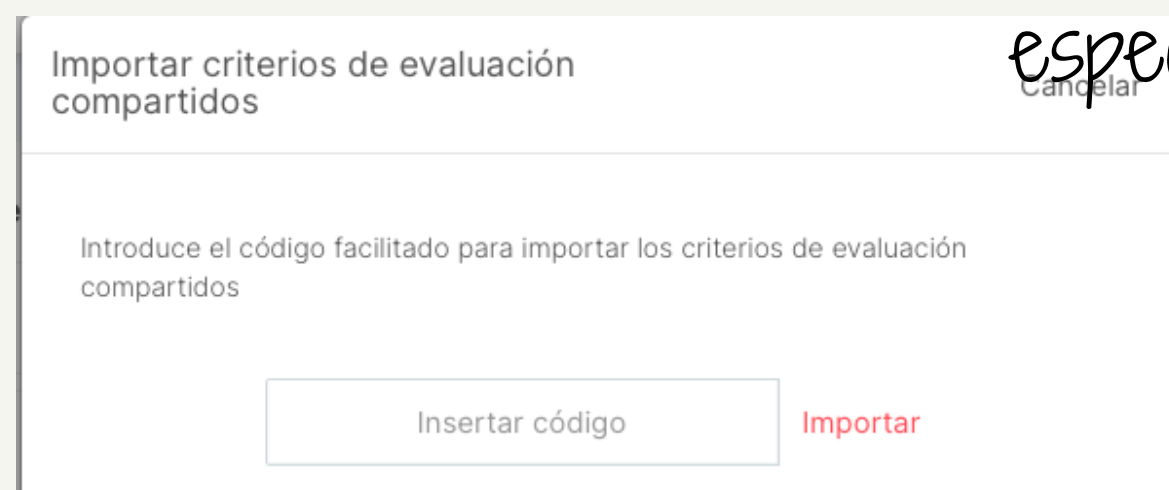 Importar criterios de evaluación
compartidos
Cancelar
Introduce el código facilitado para importar los criterios de evaluación
compartidos
Insertar código
Importar